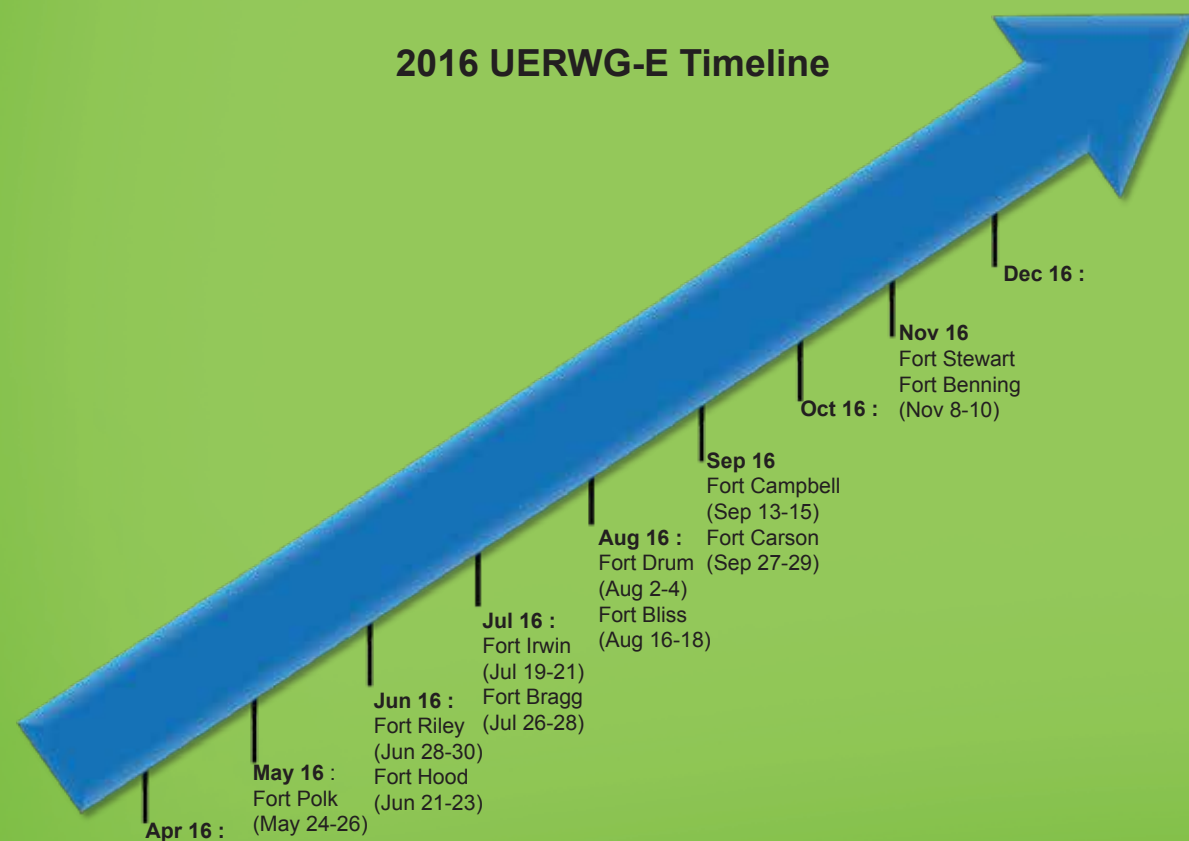 2016 UERWG-E Timeline
Apr 16 :
May 16 :
Fort Polk
(May 24-26)
Jun 16 :
Fort Riley
(Jun 28-30)
Fort Hood
(Jun 21-23)
Jul 16 :
Fort Irwin
(Jul 19-21)
Fort Bragg
(Jul 26-28)
Aug 16 :
Fort Drum
(Aug 2-4)
Fort Bliss
(Aug 16-18)
Sep 16
Fort Campbell
(Sep 13-15)
Fort Carson
(Sep 27-29)
Oct 16 :
Nov 16
Fort Stewart
Fort Benning
(Nov 8-10)
Dec 16 :